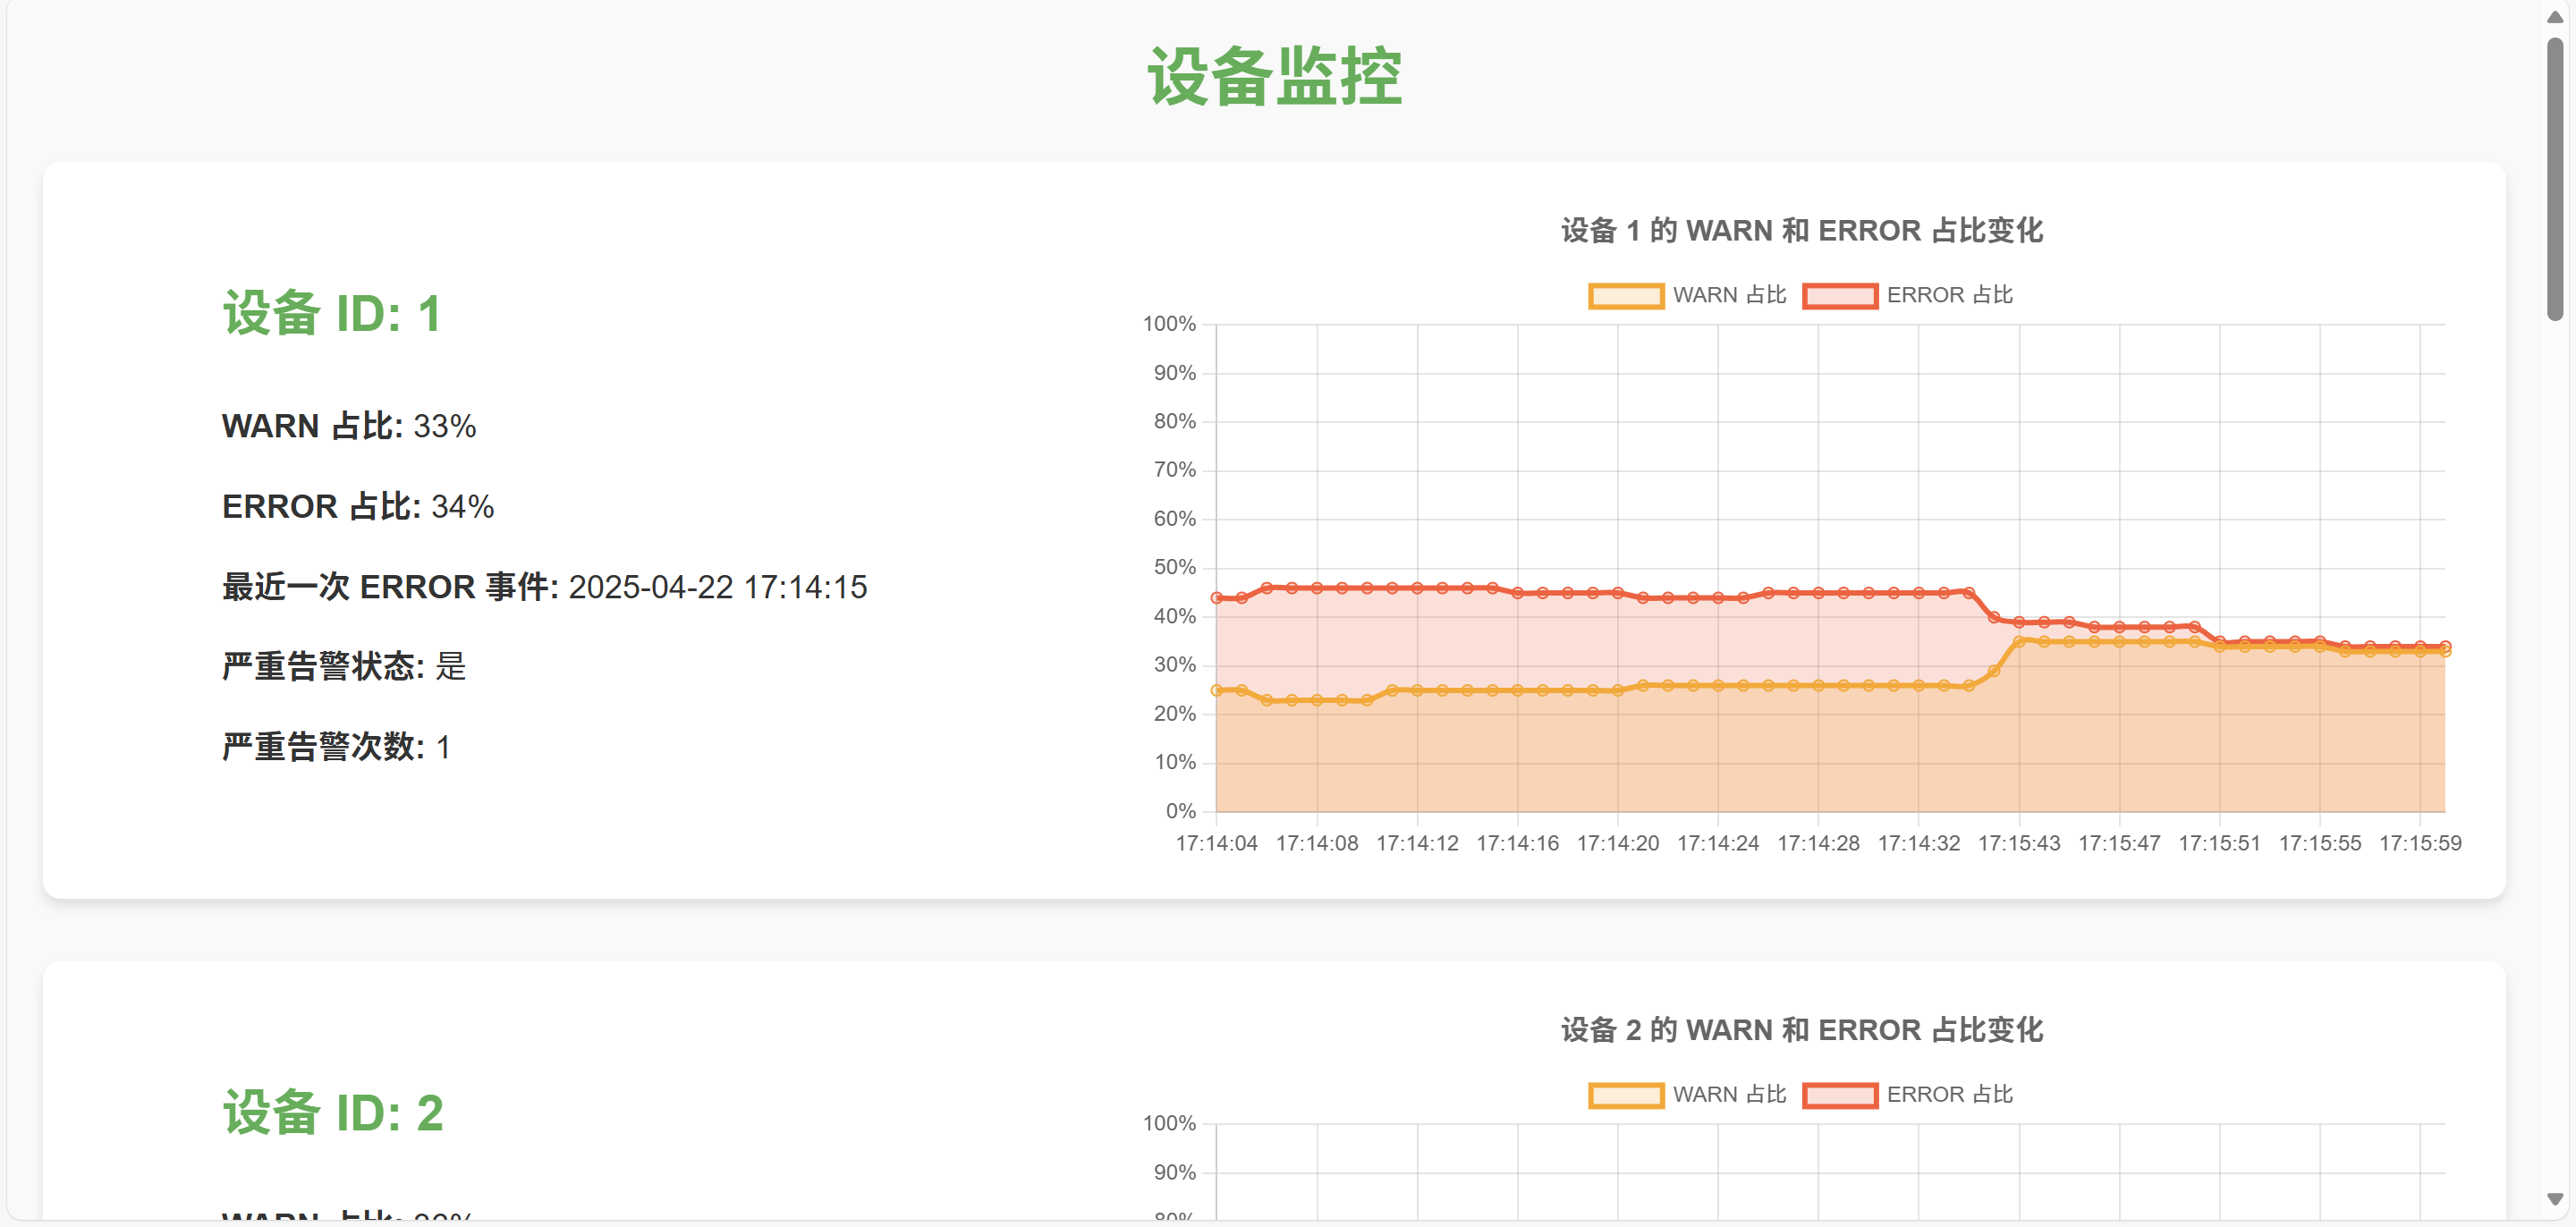 设备监控
设备 ID: 1
WARN 占比: 33%
ERROR 占比: 34%
最近一次 ERROR 事件: 2025-04-22 17:14:15
严重告警状态: 是
严重告警次数: 1
设备 1 的 WARN 和 ERROR 占比变化
WARN 占比 ERROR 占比
100%
90%
80%
70%
60%
50%
40%
30%
20%
10%
0%
17:14:04 17:14:08 17:14:12 17:14:16 17:14:20 17:14:24 17:14:28 17:14:32 17:15:43 17:15:47 17:15:51 17:15:55 17:15:59
设备 ID: 2
WARN 占比:
设备 2 的 WARN 和 ERROR 占比变化
WARN 占比 ERROR 占比
100%
90%
80%